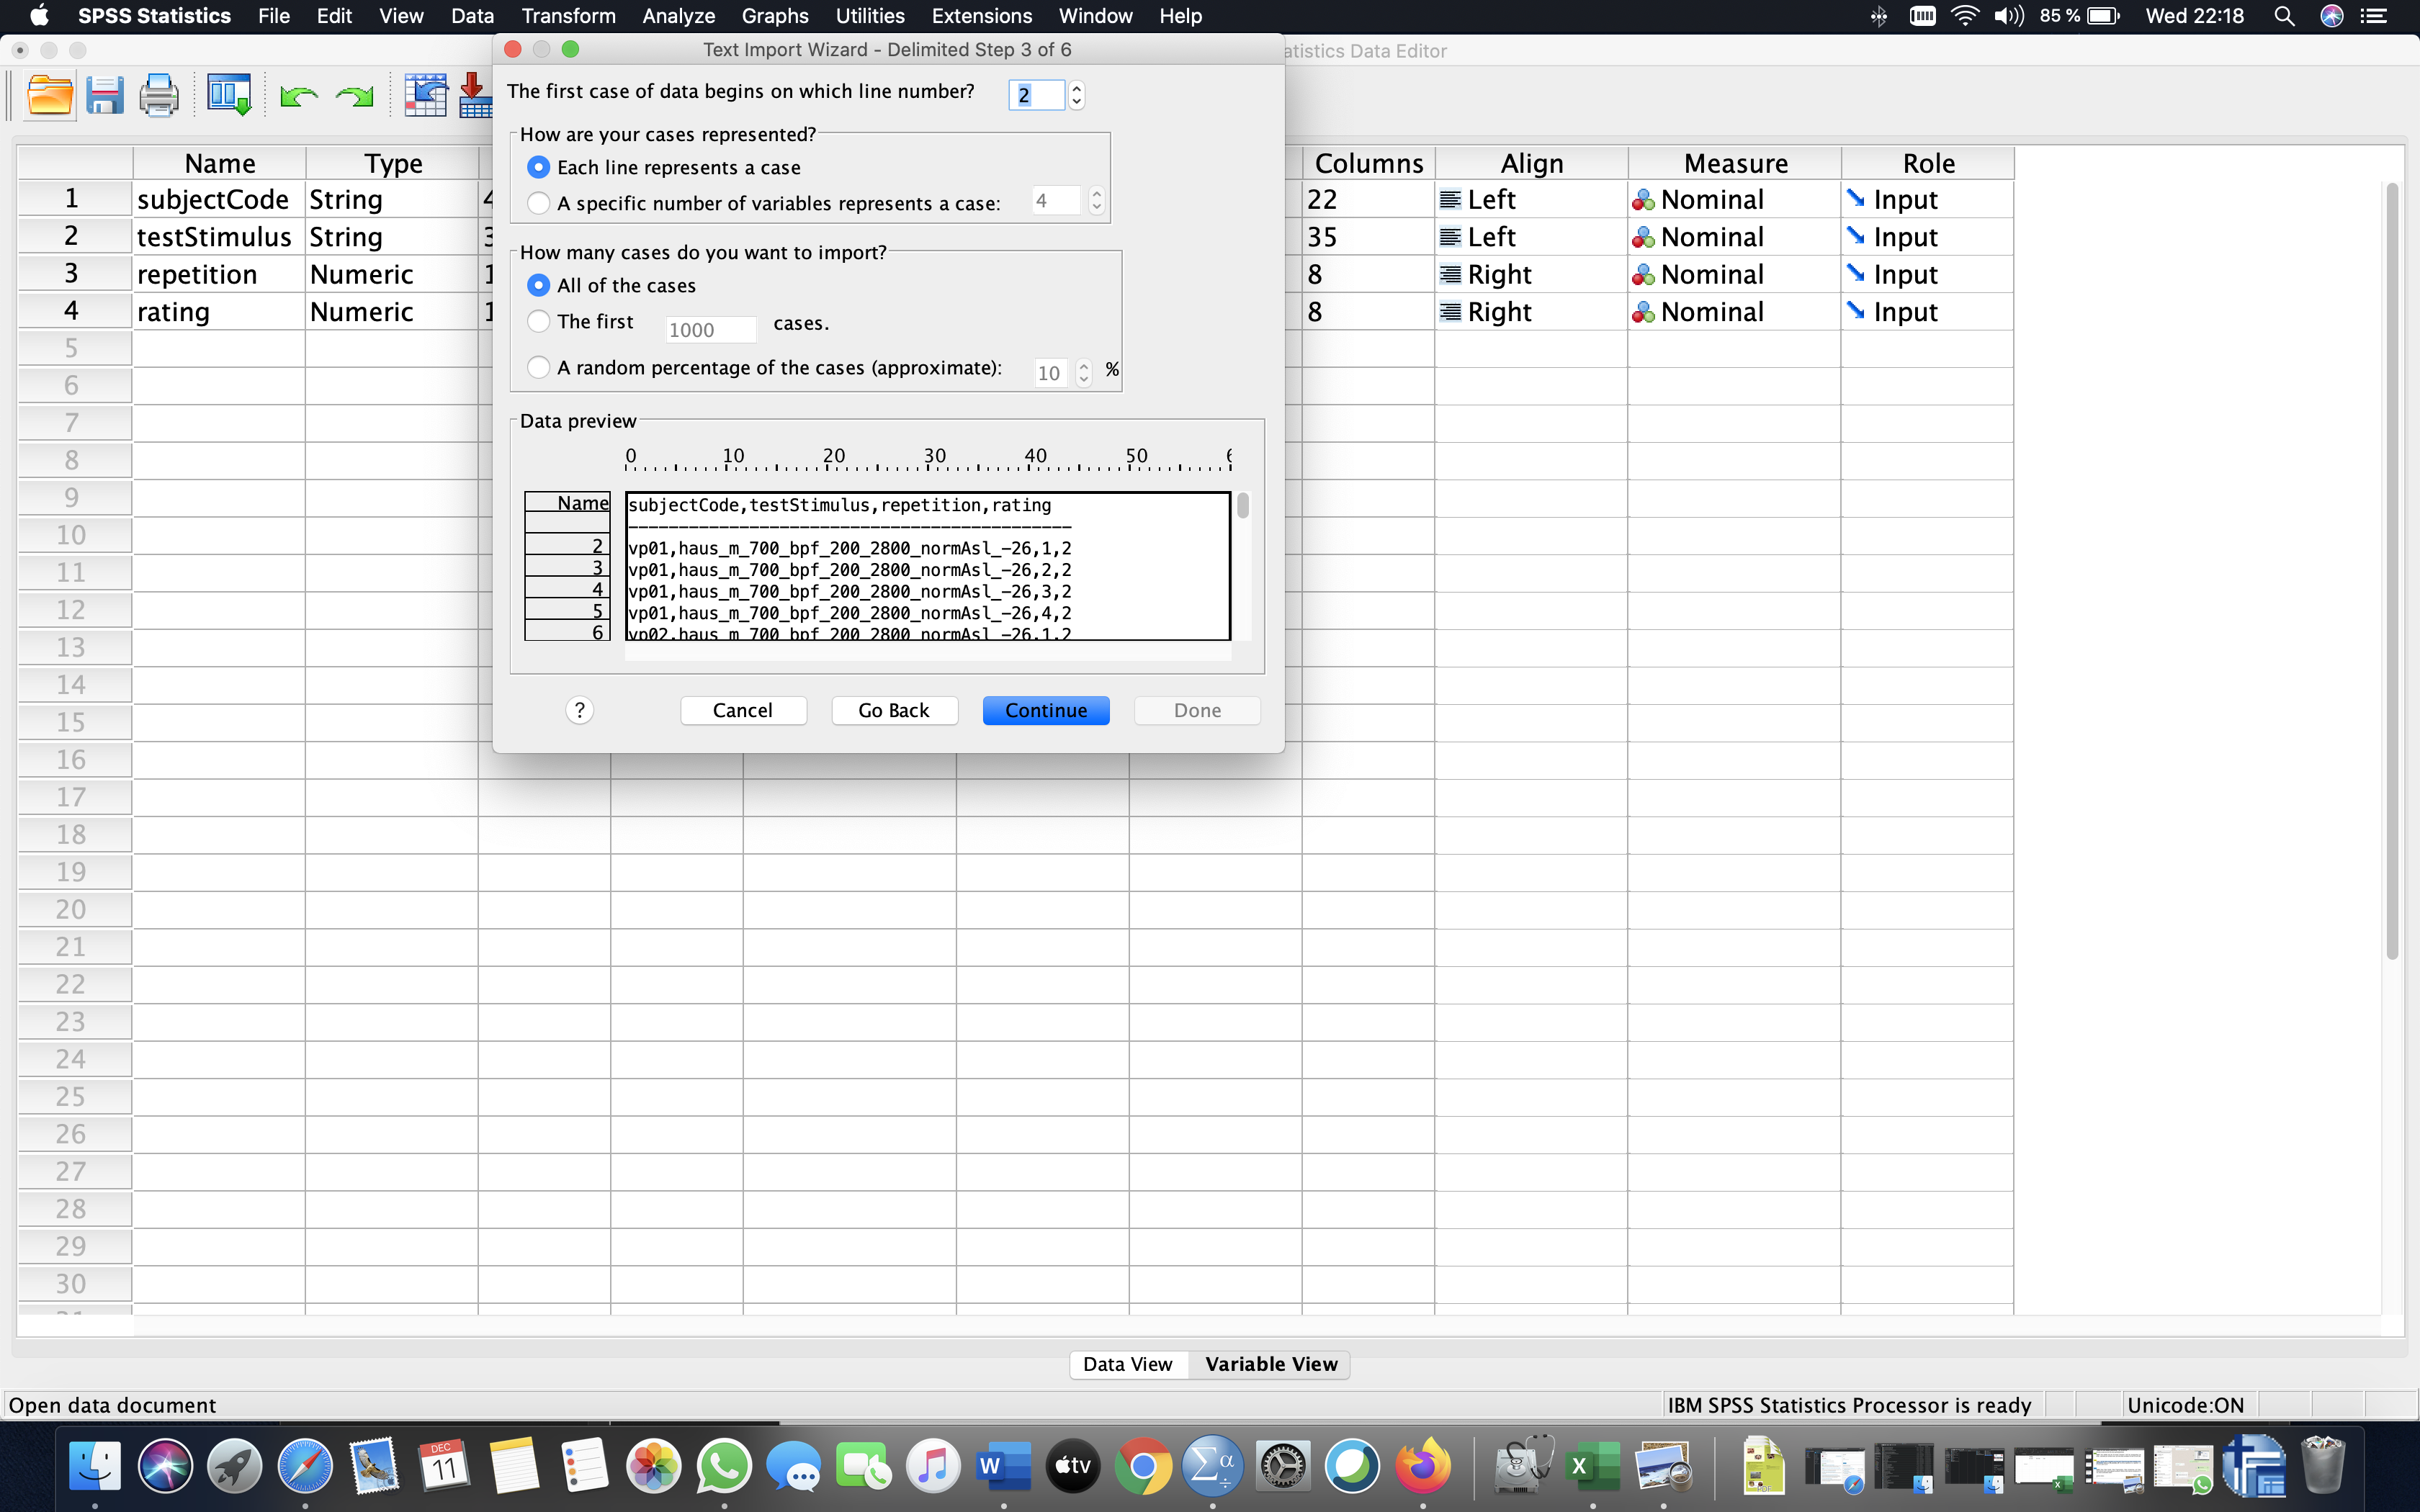 SPSS Statistics File Edit View Data Transform Analyze Graphs Utilities Extensions Window Help 85 % Wed 22:18
Text Import Wizard - Delimited Step 3 of 6
atistics Data Editor
The first case of data begins on which line number? 2
How are your cases represented?
Each line represents a case
A specific number of variables represents a case: 4
How many cases do you want to import?
All of the cases
The first 1000 cases.
A random percentage of the cases (approximate): 10 %
Data preview
0 10 20 30 40 50
Name subjectCode,testStimulus,repetition,rating
2 vp01,haus_m_700_bpf_200_2800_normAsl_-26,1,2
3 vp01,haus_m_700_bpf_200_2800_normAsl_-26,2,2
4 vp01,haus_m_700_bpf_200_2800_normAsl_-26,3,2
5 vp01,haus_m_700_bpf_200_2800_normAsl_-26,4,2
6 vp02,haus_m_700_bpf_200_2800_normAsl_-26,1,2
? Cancel Go Back Continue Done
Name Type Columns Align Measure Role
1 subjectCode String 4 22 Left Nominal Input
2 testStimulus String 3 35 Left Nominal Input
3 repetition Numeric 1 8 Right Nominal Input
4 rating Numeric 1 8 Right Nominal Input
5
6
7
8
9
10
11
12
13
14
15
16
17
18
19
20
21
22
23
24
25
26
27
28
29
30
Data View Variable View
Open data document IBM SPSS Statistics Processor is ready Unicode:ON
DEC
11
W
tv
Σα
X
PDF